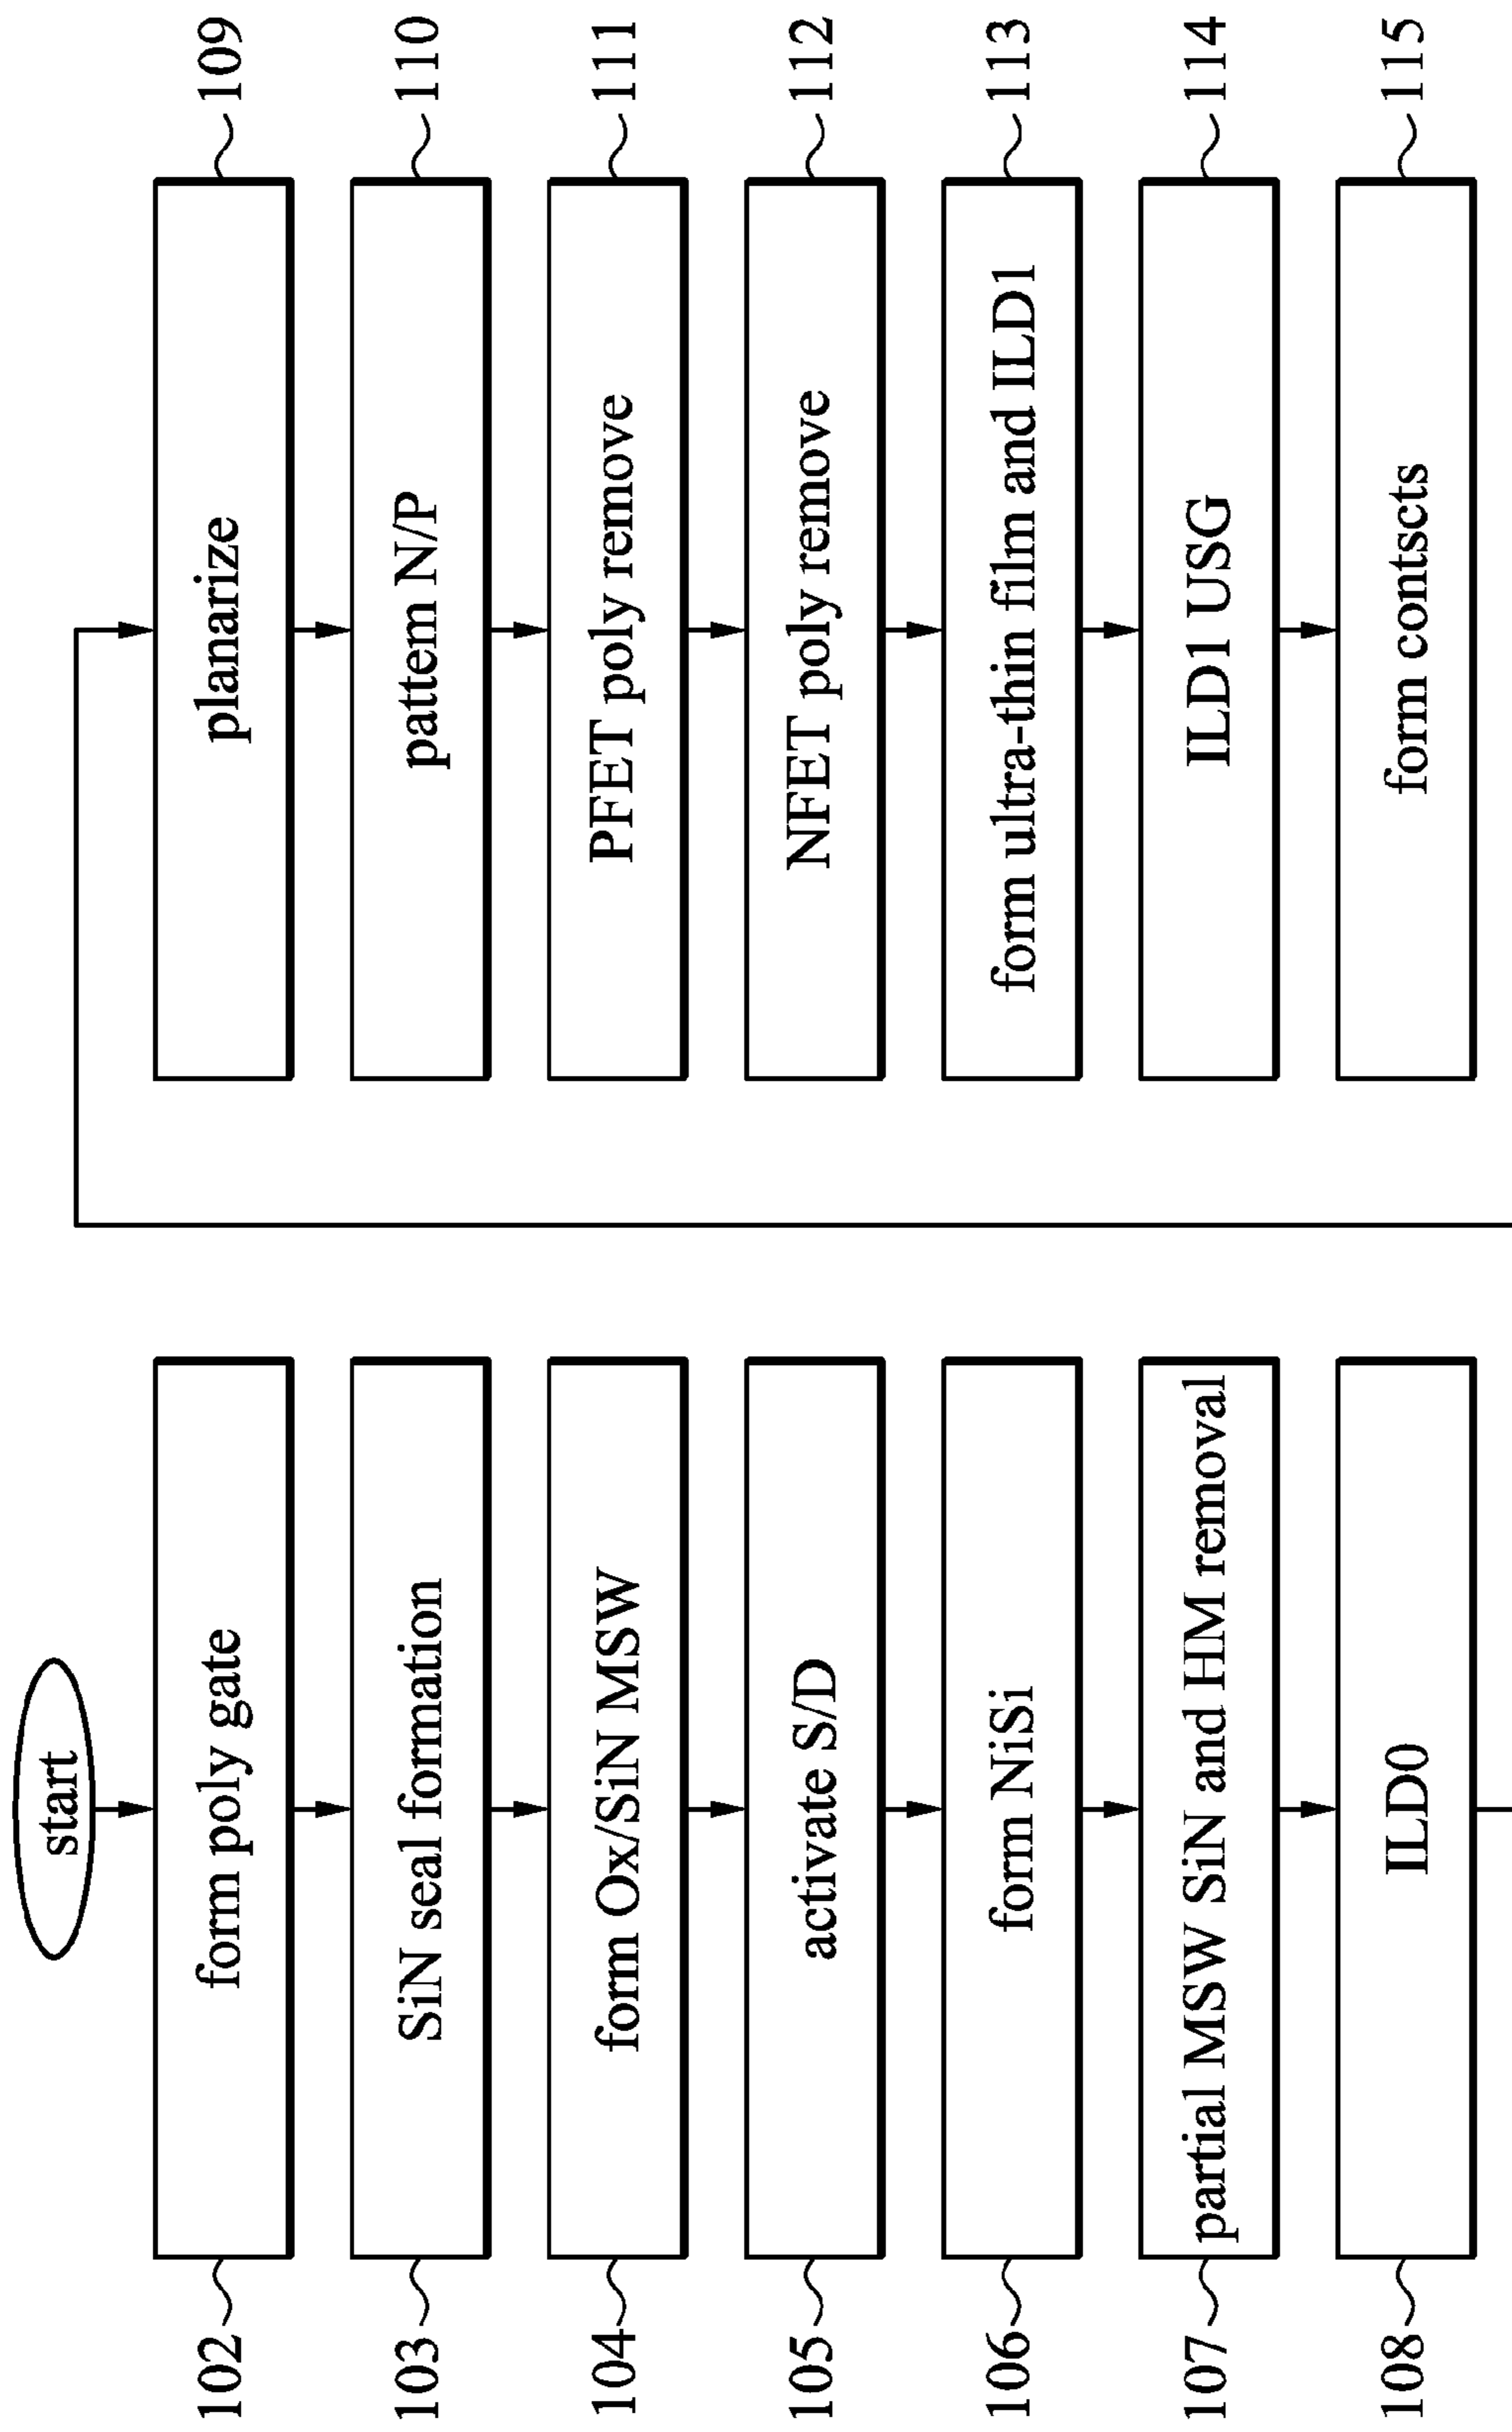 start
102
form poly gate
103
SiN seal formation
104
form Ox/SiN MSW
105
activate S/D
106
form NiSi
107
partial MSW SiN and HM removal
108
ILD0
planarize
109
pattem N/P
110
PFET poly remove
111
NFET poly remove
112
form ultra-thin film and ILD1
113
ILD1 USG
114
form contscts
115